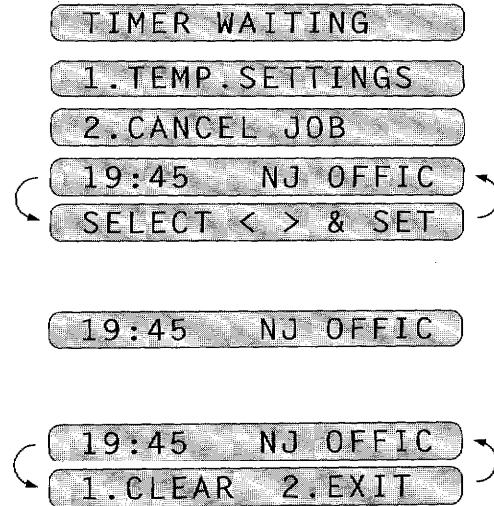 TIMER WAITING
1.TEMP.SETTINGS
2.CANCEL JOB
19:45 NJ OFFIC
SELECT < > & SET
19:45 NJ OFFIC
19:45 NJ OFFIC
1.CLEAR 2.EXIT